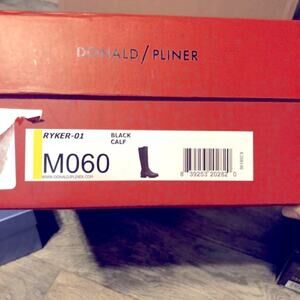 DONALD/PLINER
RYKER-01
BLACK
CALF
M060
WWW.DONALDJPLINER.COM
8 39253 20282 0